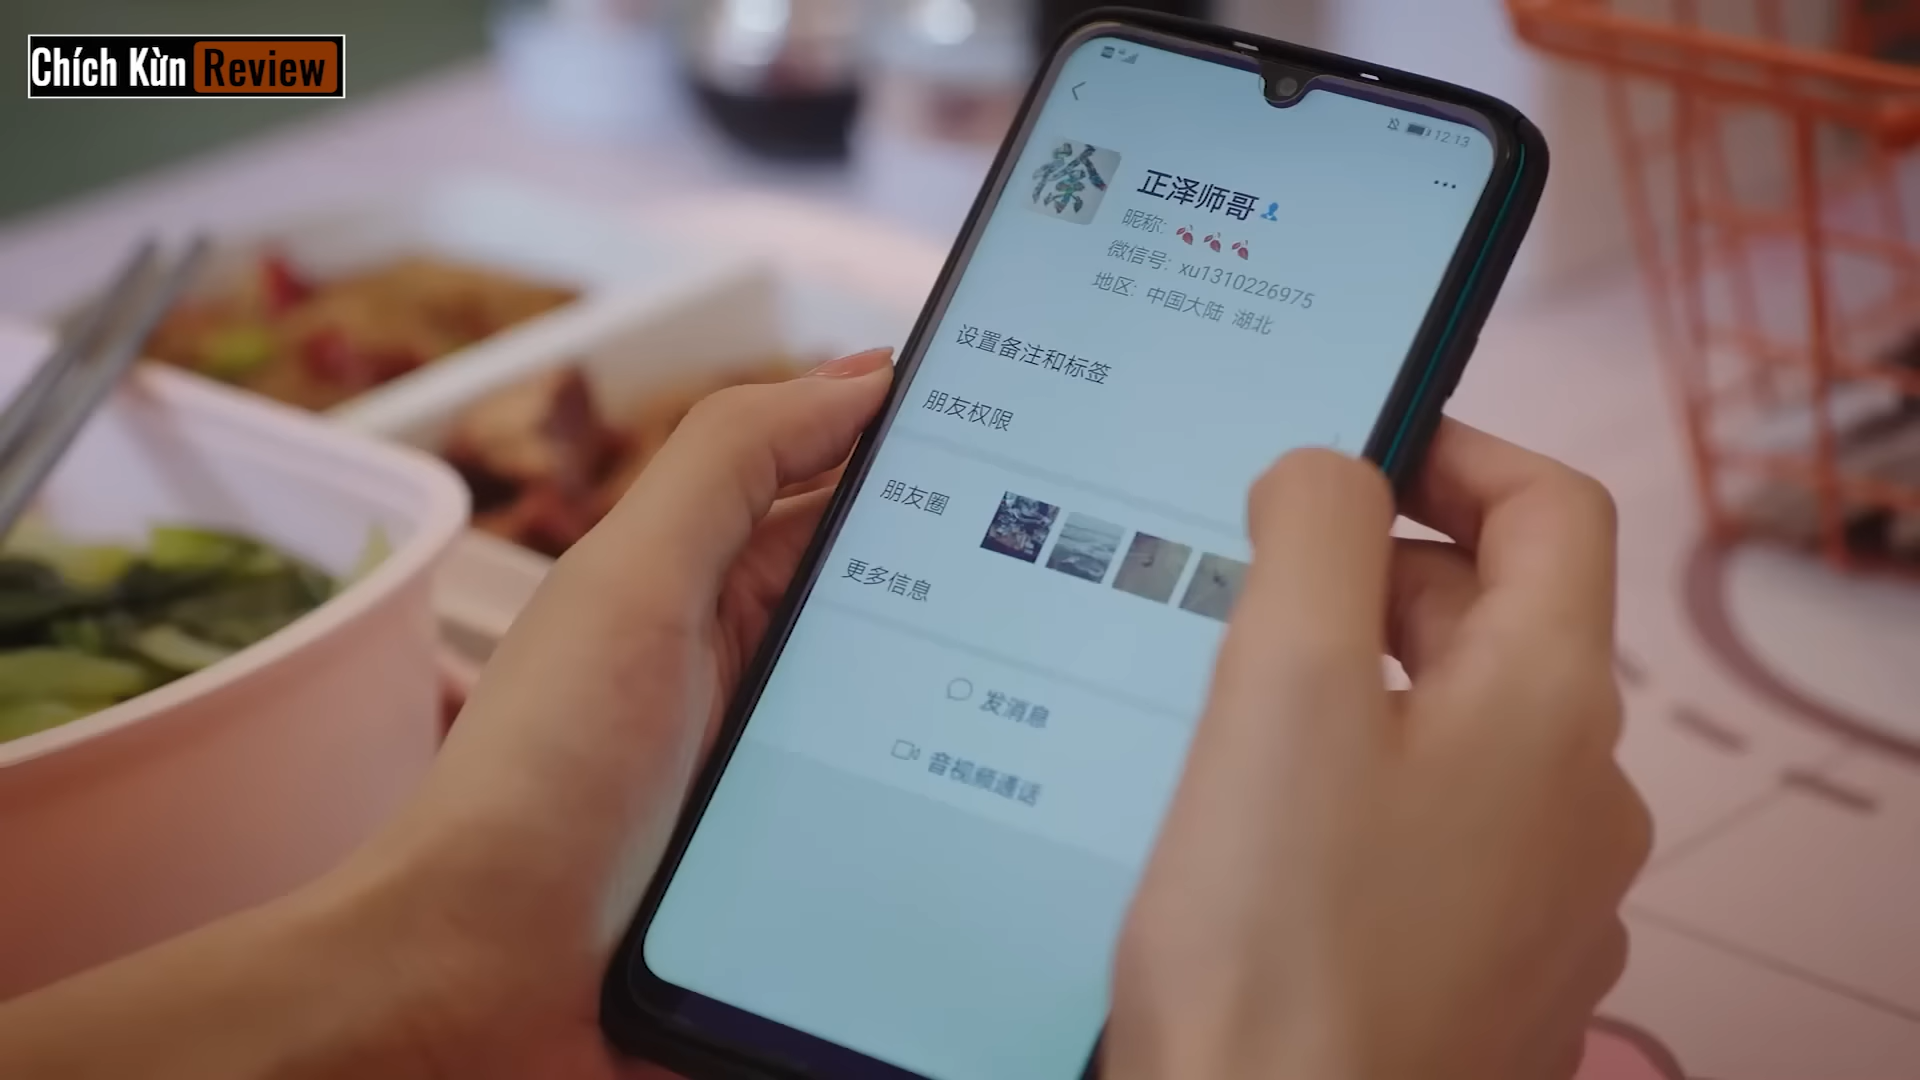 Chích Kừn Review
12:13
徐
正泽师哥
昵称:
微信号: xu1310226975
地区: 中国大陆 湖北
设置备注和标签
朋友权限
朋友圈
更多信息
发消息
音视频通话